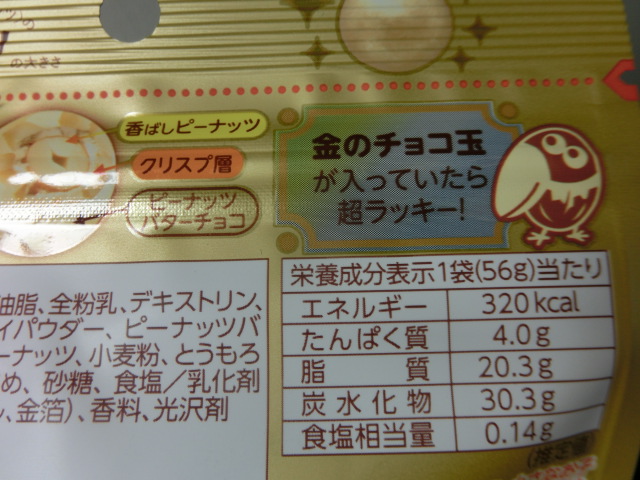 の大きさ
香ばしピーナッツ
クリスプ層
ピーナッツ
バターチョコ
金のチョコ玉
が入っていたら
超ラッキー!
油脂、全粉乳、デキストリン、
イパウダー、ピーナッツバ
ーナッツ、小麦粉、とうもろ
め、砂糖、食塩/乳化剤
、金箔)、香料、光沢剤
栄養成分表示1袋(56g)当たり
エネルギー 320kcal
たんぱく質 4.0g
脂質 20.3g
炭水化物 30.3g
食塩相当量 0.14g
(推定値)